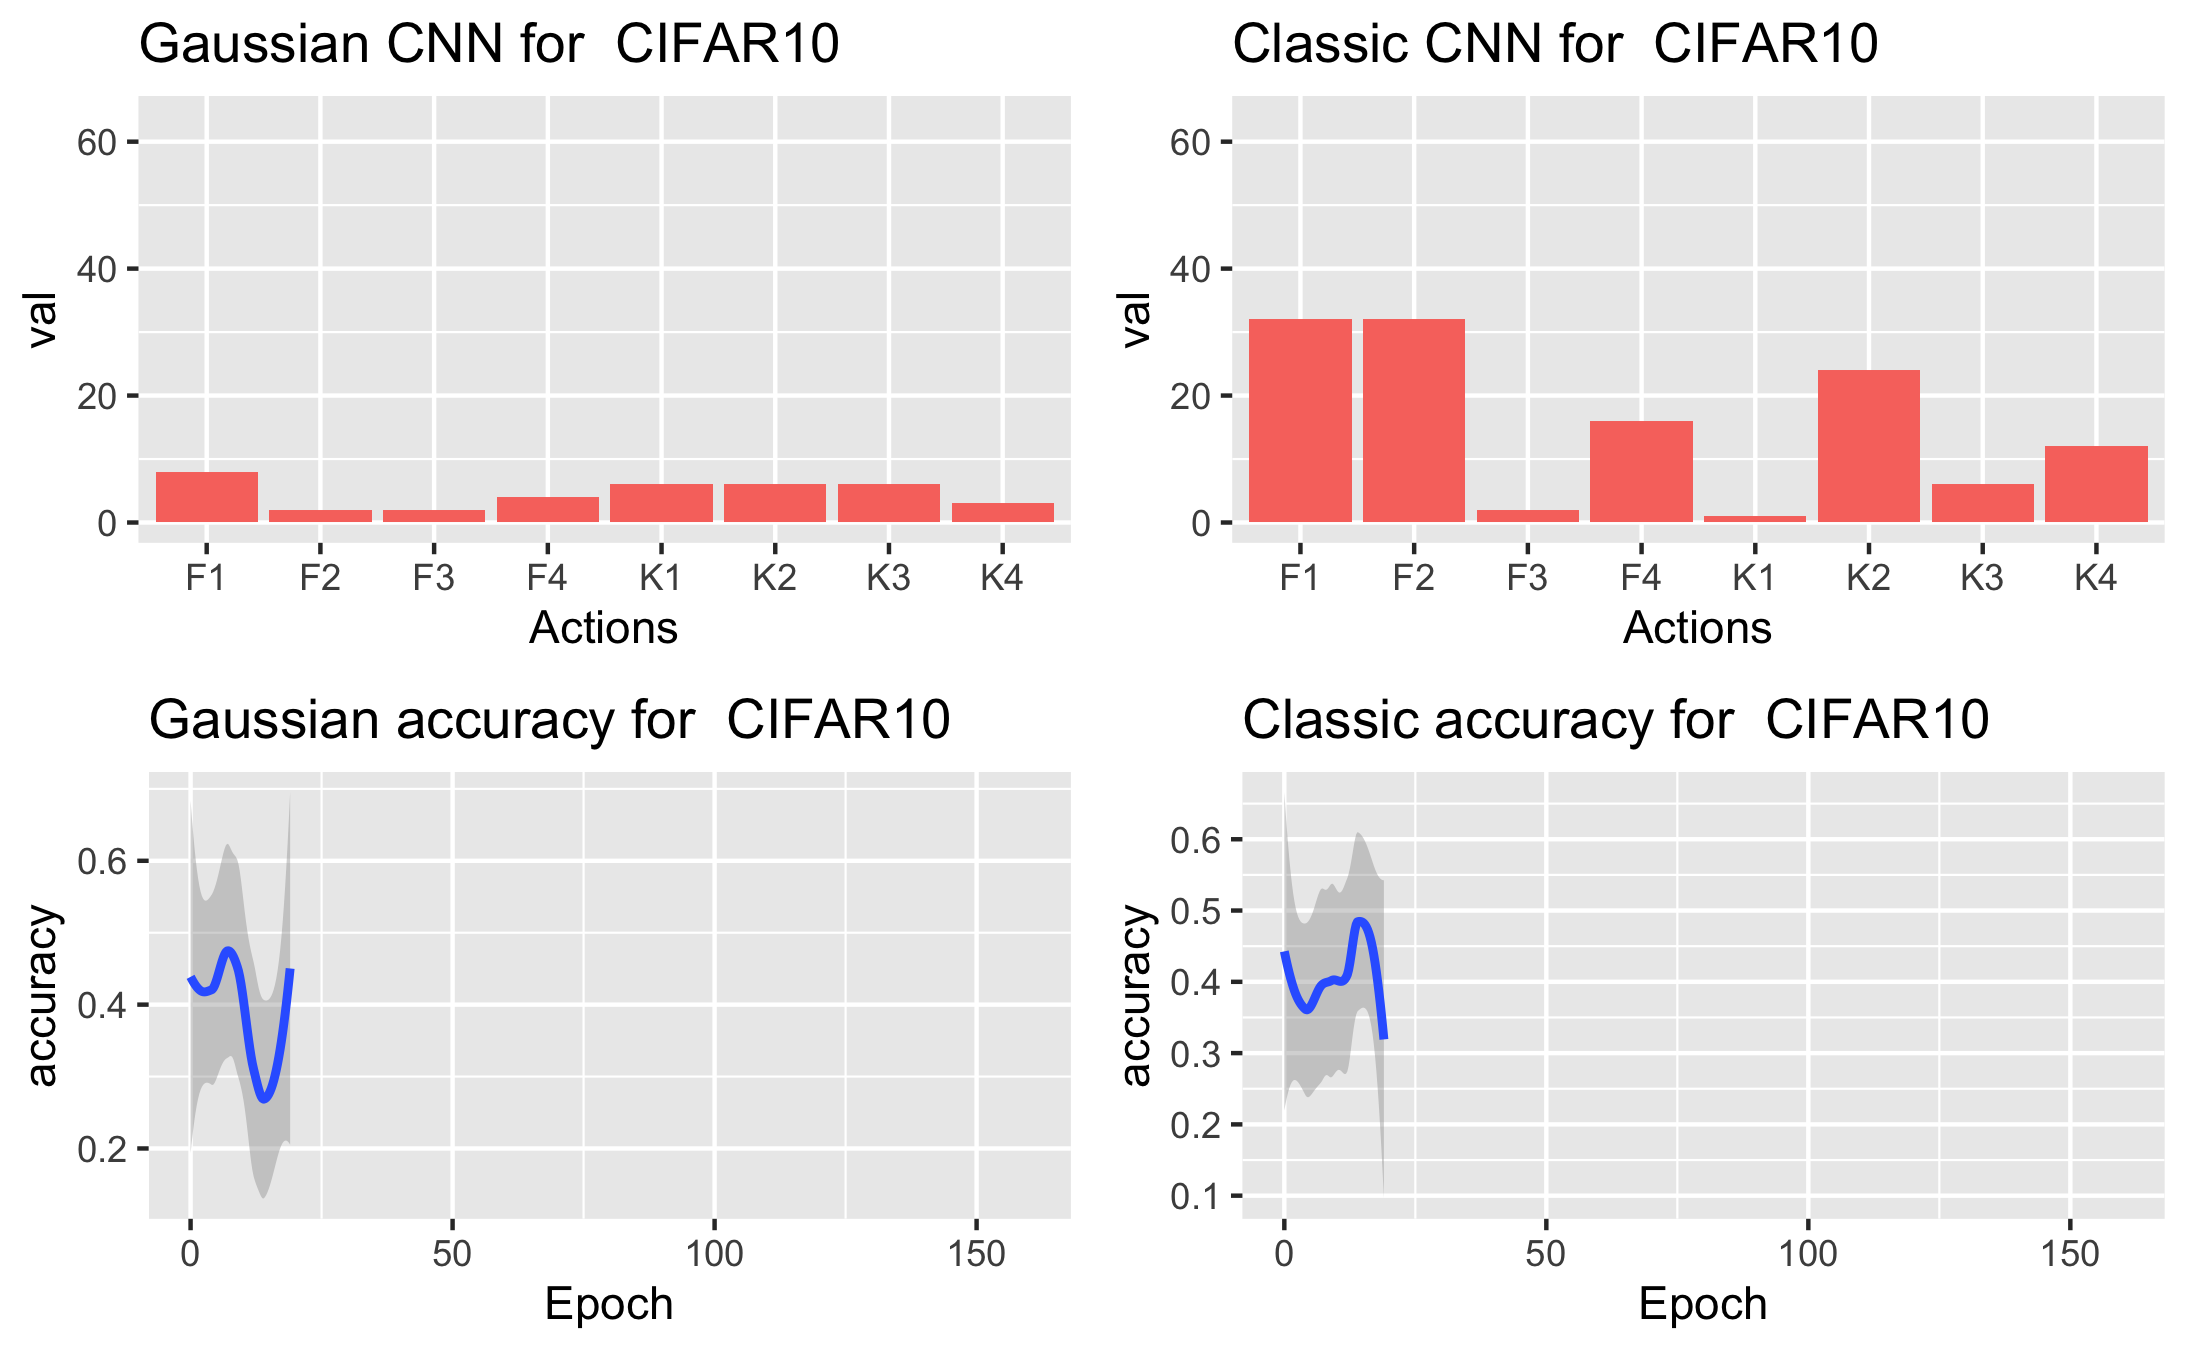 Gaussian CNN for  CIFAR10
60
40
20
0
val
F1 F2 F3 F4 K1 K2 K3 K4
Actions
Classic CNN for  CIFAR10
60
40
20
0
val
F1 F2 F3 F4 K1 K2 K3 K4
Actions
Gaussian accuracy for  CIFAR10
0.6
0.4
0.2
accuracy
0 50 100 150
Epoch
Classic accuracy for  CIFAR10
0.6
0.5
0.4
0.3
0.2
0.1
accuracy
0 50 100 150
Epoch